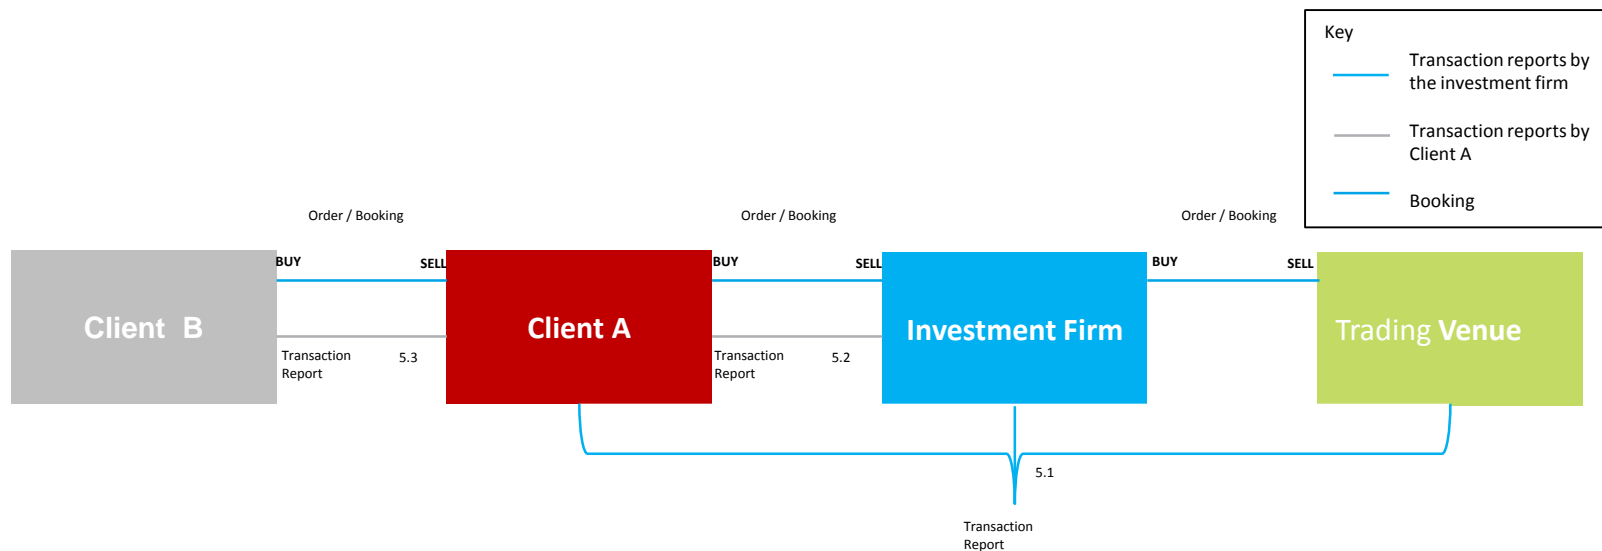 Key
Transaction reports by
the investment firm
Transaction reports by
Client A
Booking
Order / Booking
Order / Booking
Order / Booking
BUY
SELL
BUY
SELL
BUY
SELL
Client B
Client A
Investment Firm
Trading Venue
Transaction
Report
5.3
Transaction
Report
5.2
5.1
Transaction
Report